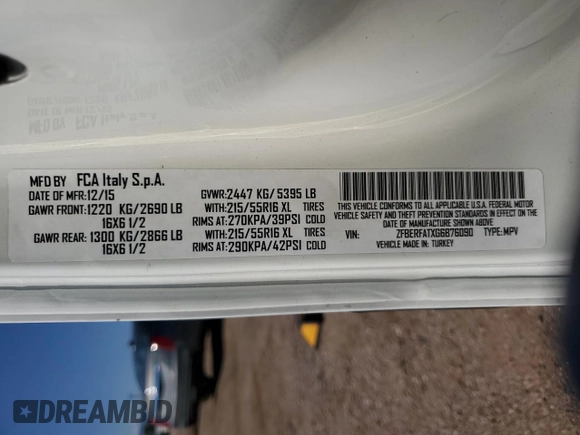 MFD BY FCA Italy S.p.A.
DATE OF MFR:12/15
GAWR FRONT:1220 KG/2690 LB
16X6 1/2
GAWR REAR: 1300 KG/2866 LB
16X6 1/2
GVWR:2447 KG/ 5395 LB
WITH:215/55R16 XL TIRES
RIMS AT:270KPA/39PSI COLD
WITH:215/55R16 XL TIRES
RIMS AT:290KPA/42PSI COLD
THIS VEHICLE CONFORMS TO ALL APPLICABLE U.S.A. FEDERAL MOTOR
VEHICLE SAFETY AND THEFT PREVENTION STANDARDS IN EFFECT ON THE
DATE OF MANUFACTURE SHOWN ABOVE
VIN: ZFBERFATXG6B76090 TYPE: MPV
VEHICLE MADE IN: TURKEY
DREAMBID